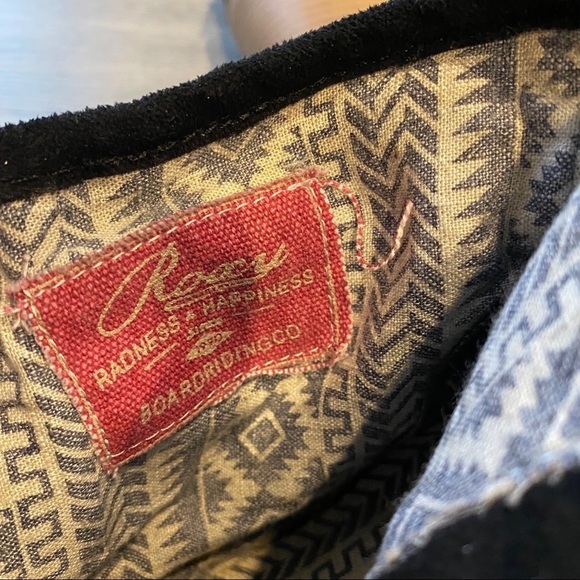 Roxy
RADNESS & HAPPINESS
BOARDRIDING CO